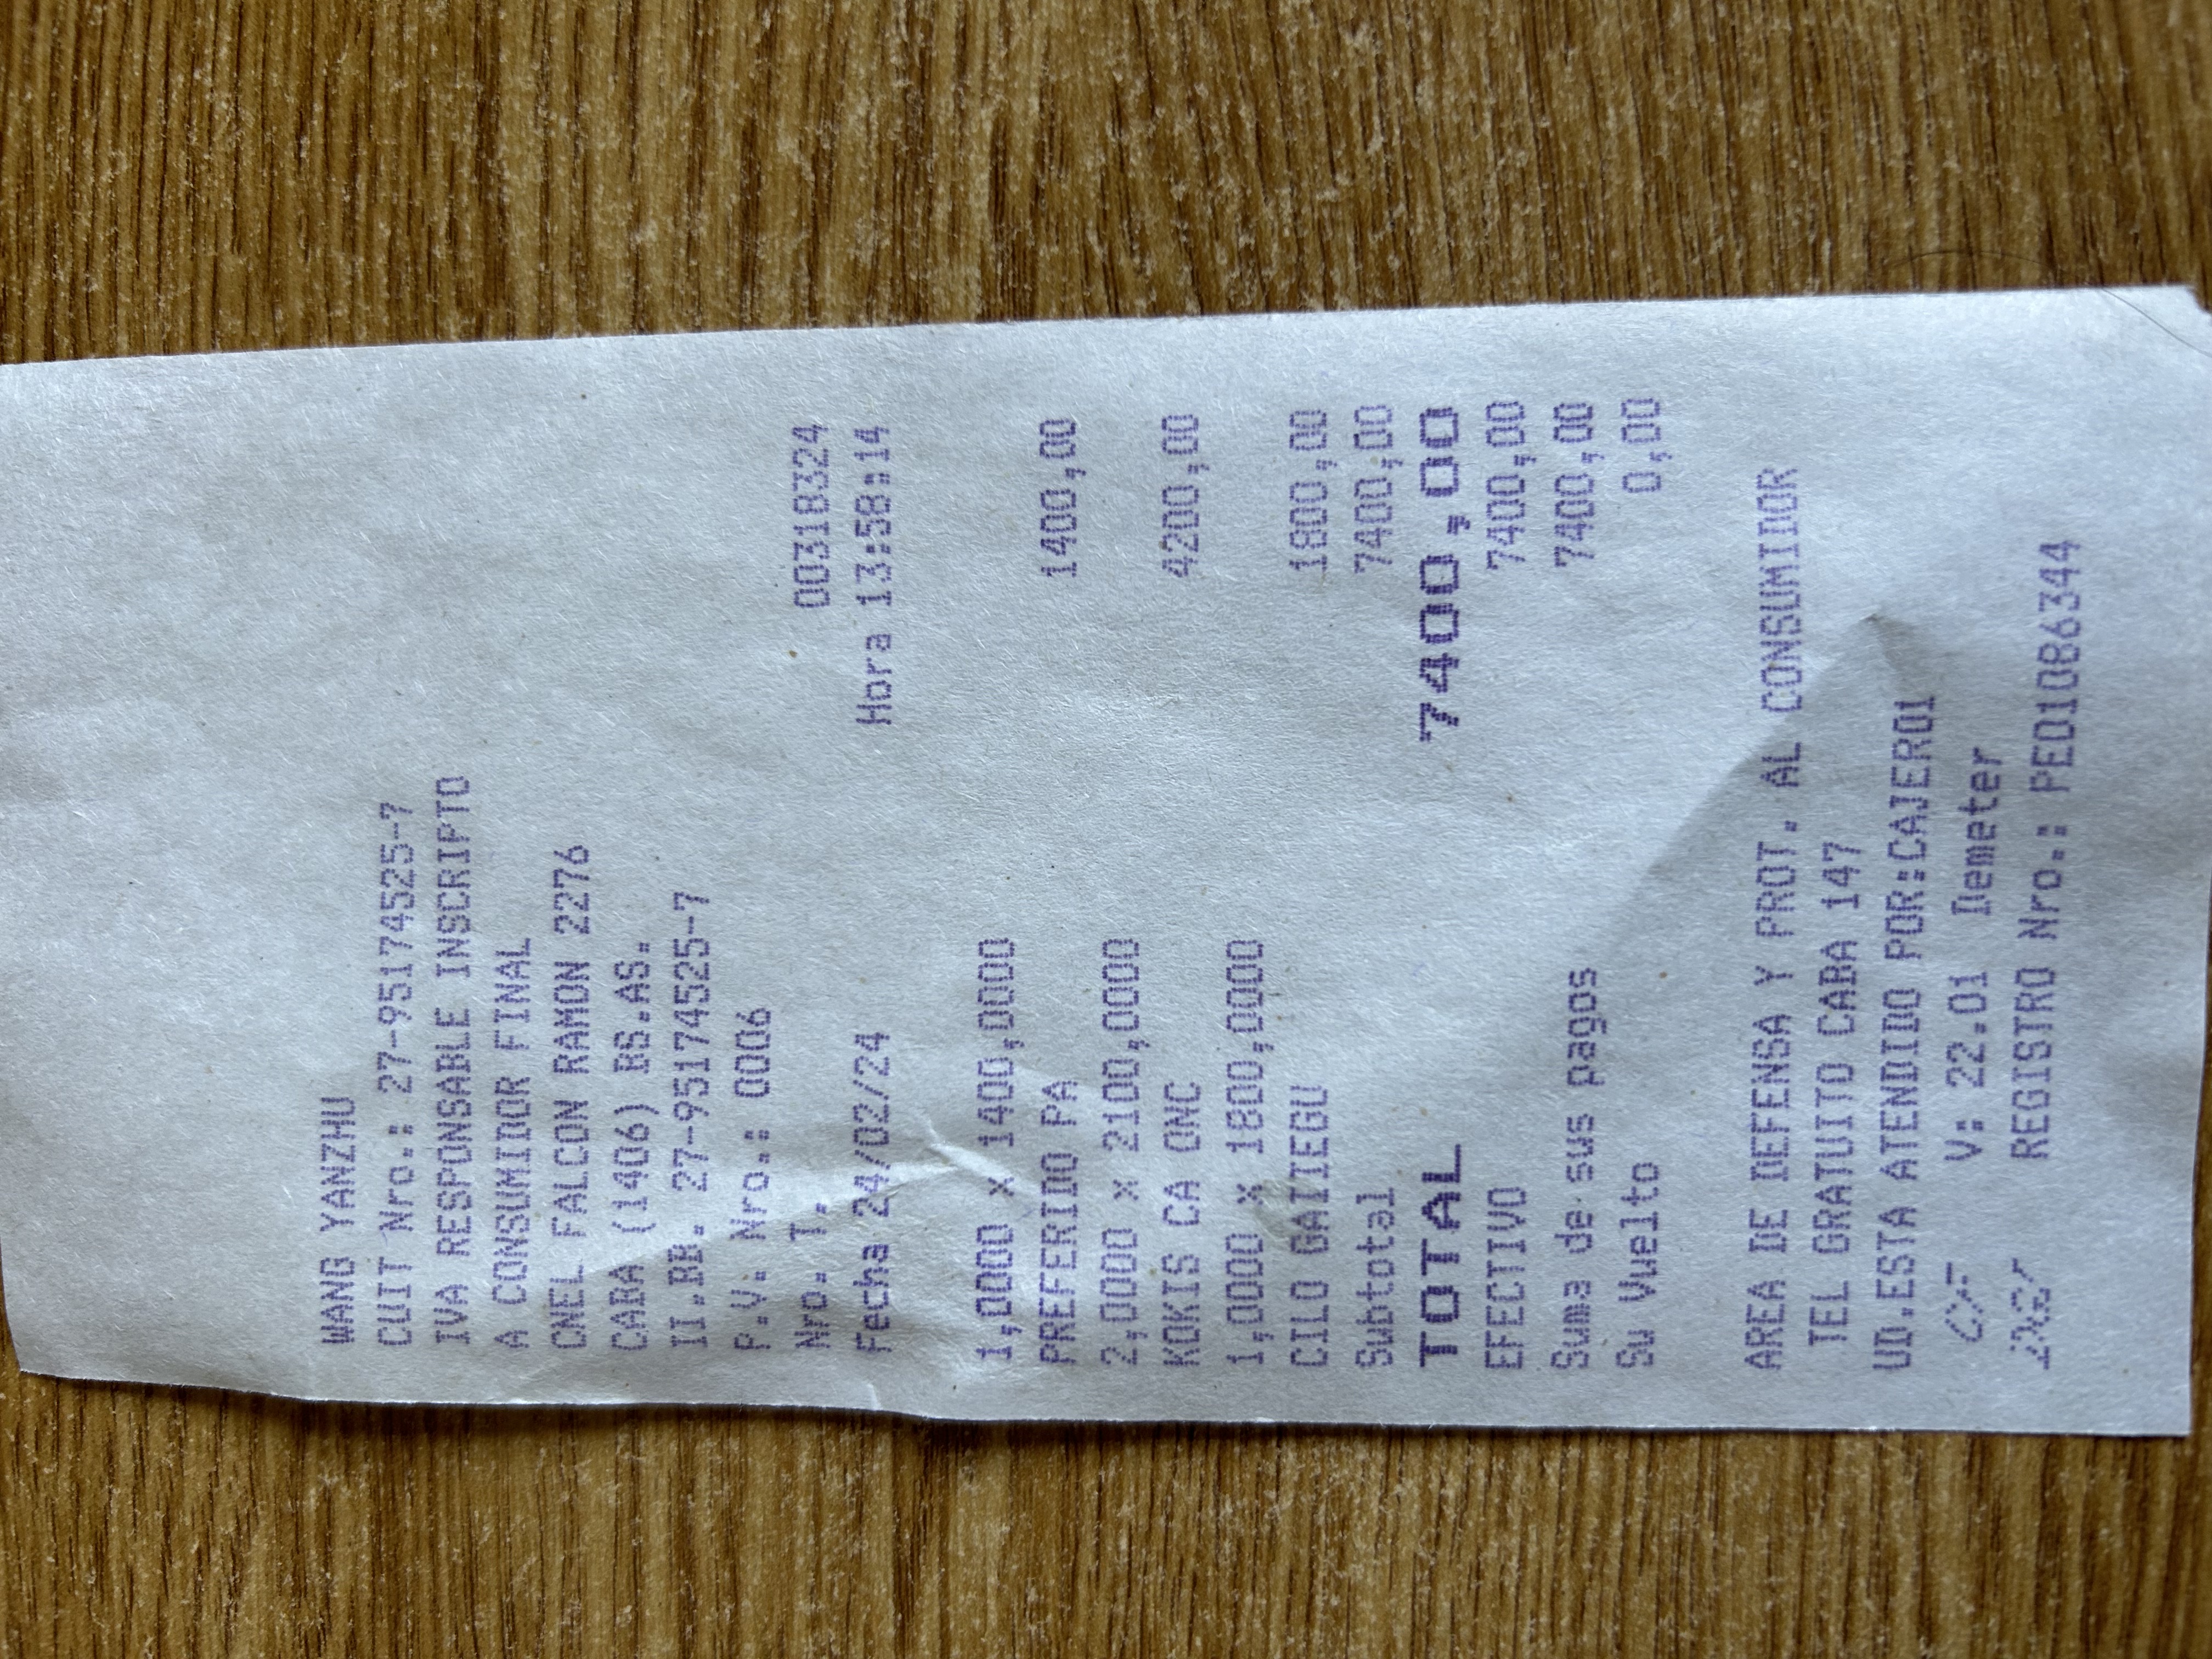 WANG YANZHU
CUIT Nro.: 27-95174525-7
IVA RESPONSABLE INSCRIPTO
A CONSUMIDOR FINAL
CNEL FALCON RAMON 2276
CABA (1406) BS.AS.
II.BB. 27-95174525-7
P.V. Nro.: 0006
Nro. T. 00318324
Fecha 24/02/24 Hora 13:58:14
1,0000 x 1400,0000
PREFERIDO PA 1400,00
2,0000 x 2100,0000
KOKIS CA ONC 4200,00
1,0000 x 1800,0000
CILO GAIIEGU 1800,00
Subtotal 7400,00
TOTAL 7400,00
EFECTIVO 7400,00
Suma de sus pagos 7400,00
Su Vuelto 0,00
AREA DE DEFENSA Y PROT. AL CONSUMIDOR
TEL GRATUITO CABA 147
UD.ESTA ATENDIDO POR:CAJERO1
CF V: 22.01 Demeter
DGI REGISTRO Nro.: PEO1086344